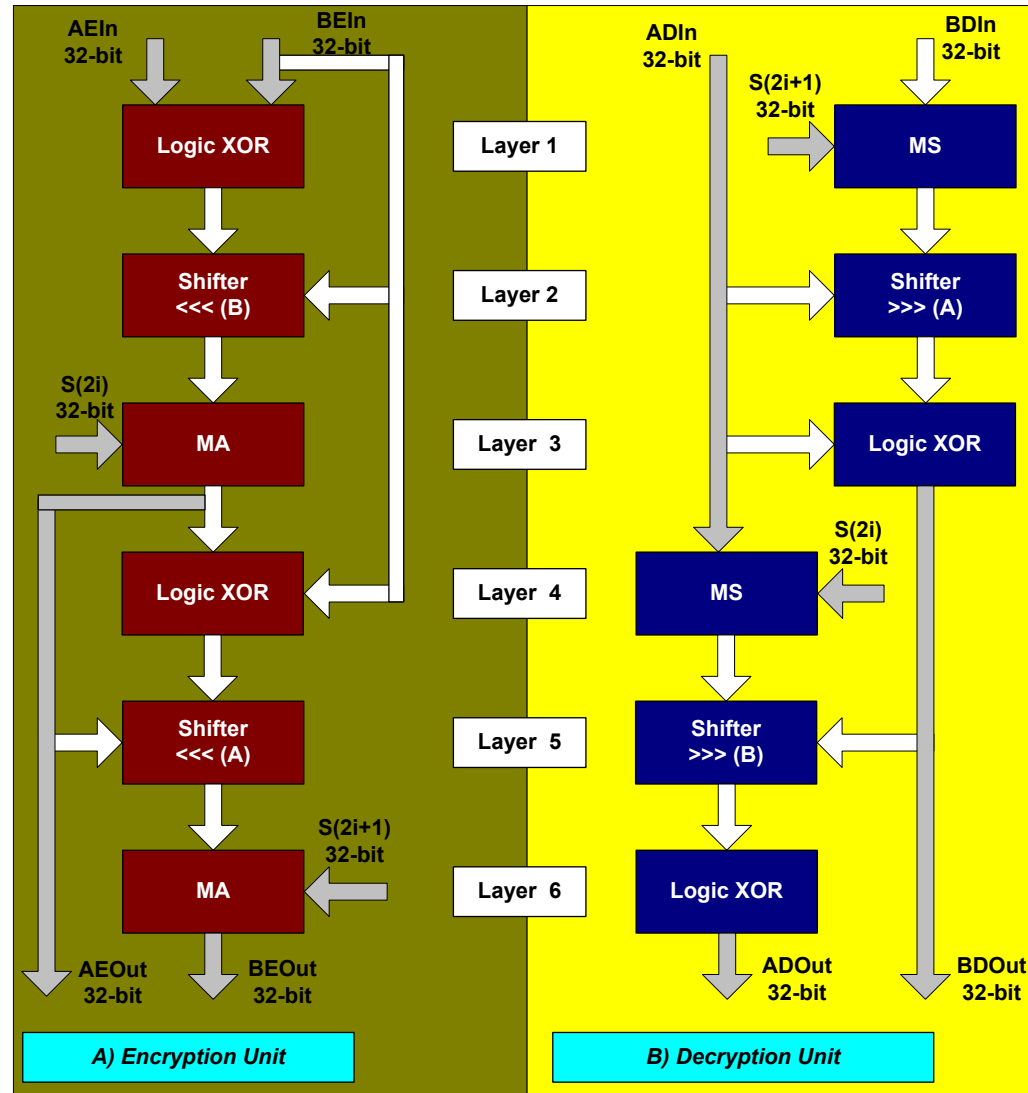 AEIn
32-bit
BEIn
32-bit
ADIn
32-bit
BDIn
32-bit
S(2i+1)
32-bit
Logic XOR
Layer 1
MS
Shifter
<<< (B)
Layer 2
Shifter
>>> (A)
S(2i)
32-bit
MA
Layer 3
Logic XOR
Logic XOR
Layer 4
MS
S(2i)
32-bit
Shifter
<<< (A)
Layer 5
Shifter
>>> (B)
MA
S(2i+1)
32-bit
Layer 6
Logic XOR
AEOut
32-bit
BEOut
32-bit
ADOut
32-bit
BDOut
32-bit
A) Encryption Unit
B) Decryption Unit